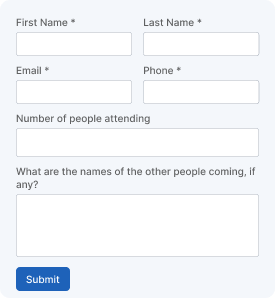 First Name * Last Name *
Email * Phone *
Number of people attending
What are the names of the other people coming, if
any?
Submit